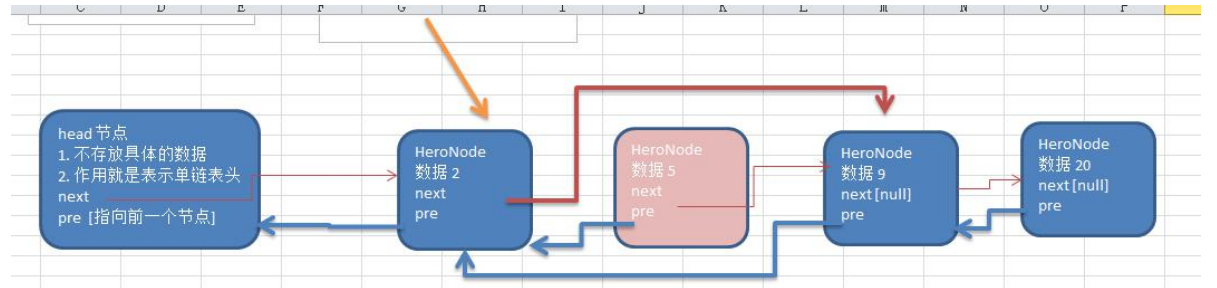 C D E F G H I J K L M N O P
head 节点
1. 不存放具体的数据
2. 作用就是表示单链表头
next
pre [指向前一个节点]
HeroNode
数据 2
next
pre
HeroNode
数据 5
next
pre
HeroNode
数据 9
next [null]
pre
HeroNode
数据 20
next [null]
pre